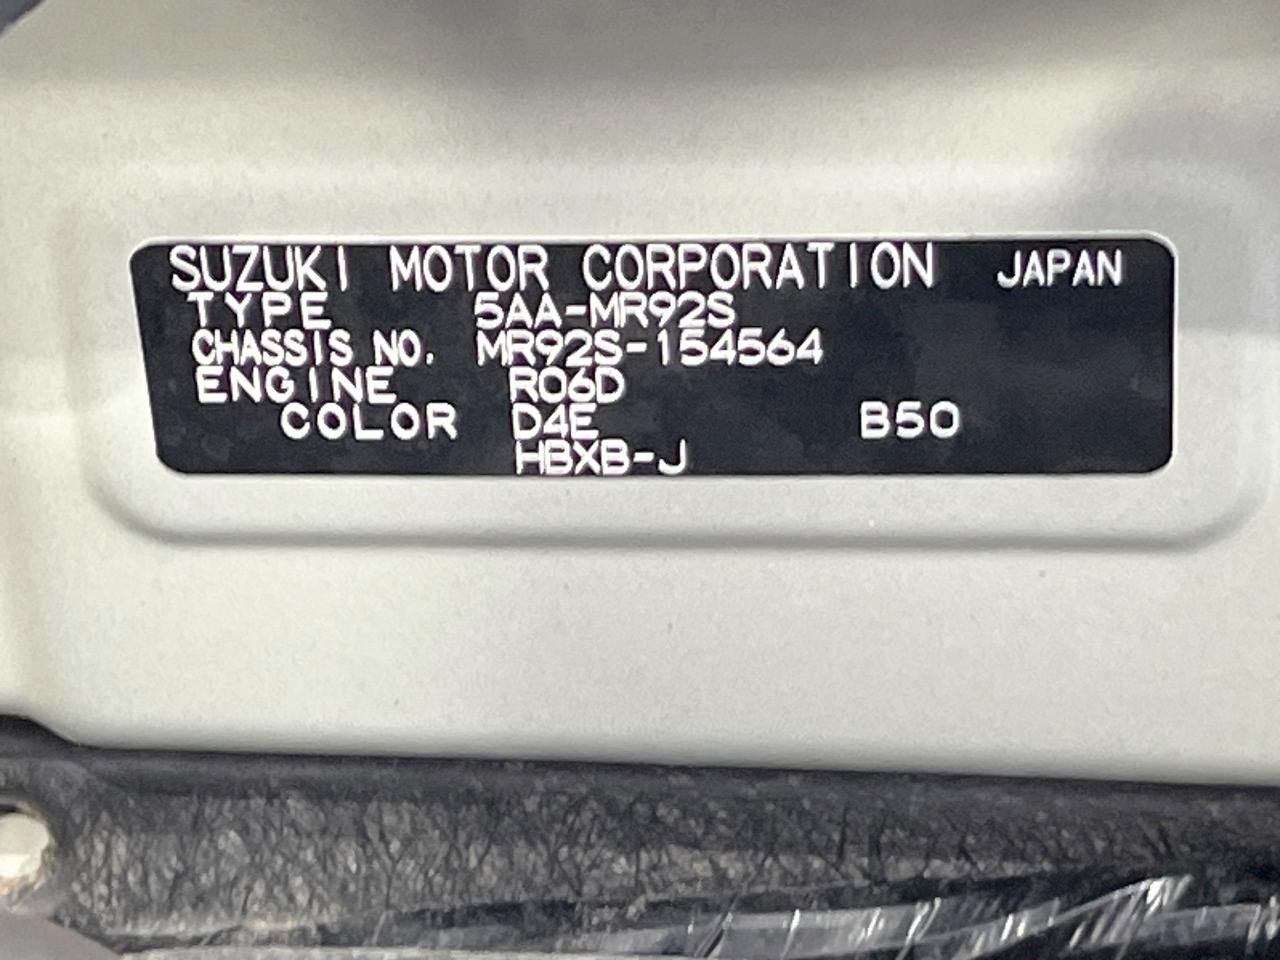 SUZUKI MOTOR CORPORATION JAPAN
TYPE 5AA-MR92S
CHASSIS NO. MR92S-154564
ENGINE R06D
COLOR D4E B50
HBXB-J